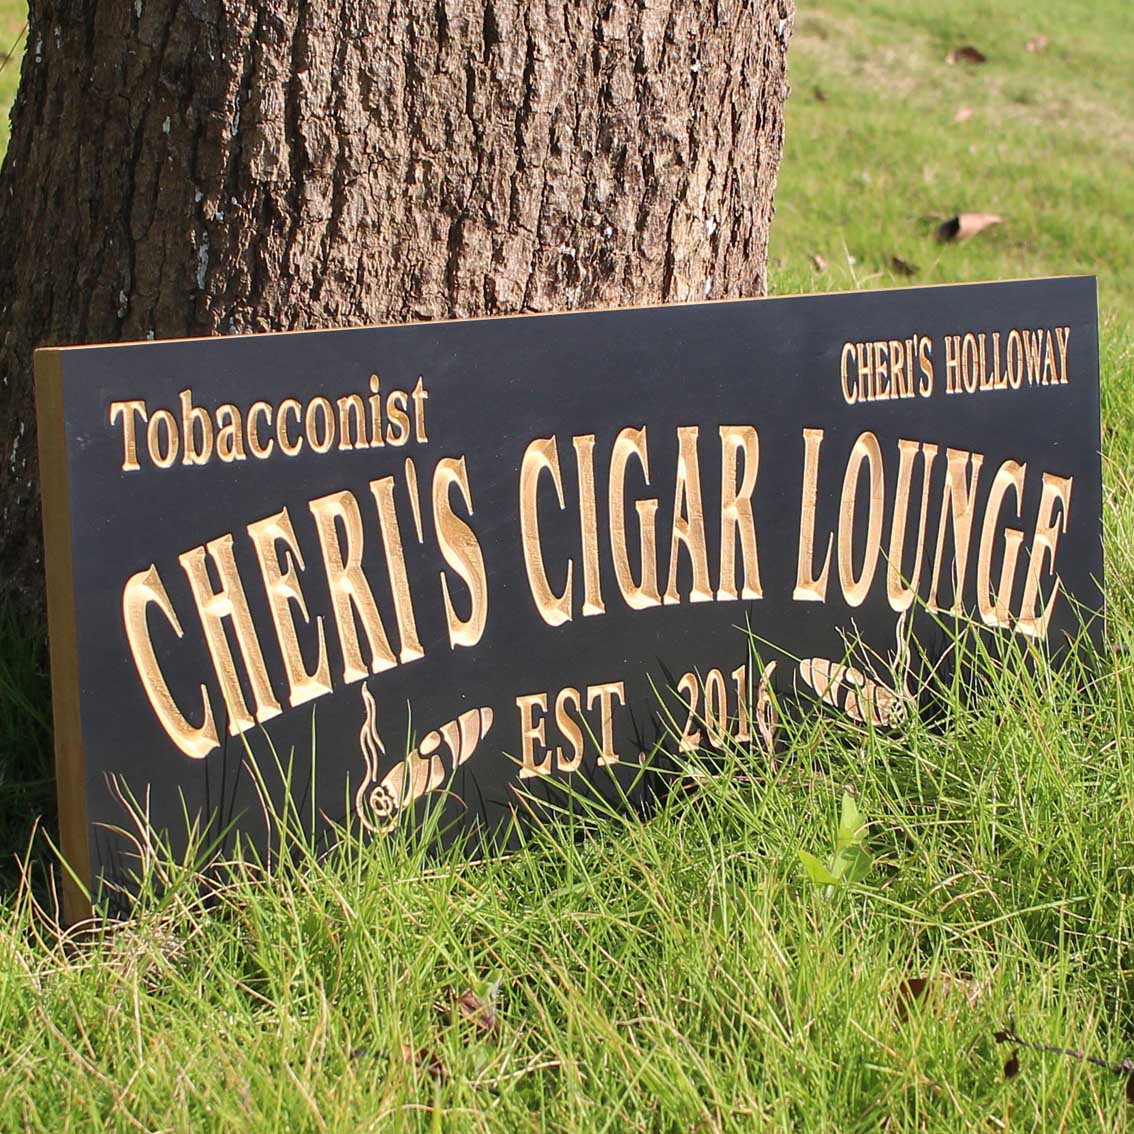 Tobacconist
CHERI'S HOLLOWAY
CHERI'S CIGAR LOUNGE
EST. 2016